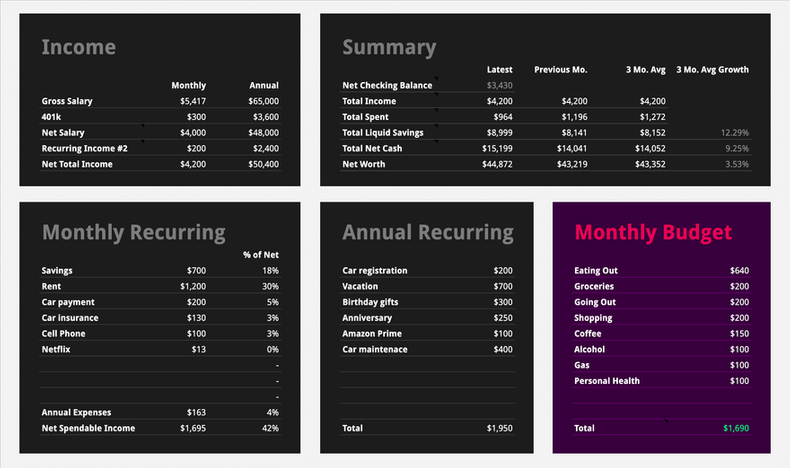 Income
Monthly Annual
Gross Salary $5,417 $65,000
401k $300 $3,600
Net Salary $4,000 $48,000
Recurring Income #2 $200 $2,400
Net Total Income $4,200 $50,400
Summary
Latest Previous Mo. 3 Mo. Avg 3 Mo. Avg Growth
Net Checking Balance $3,430
Total Income $4,200 $4,200 $4,200
Total Spent $964 $1,196 $1,272
Total Liquid Savings $8,999 $8,141 $8,152 12.29%
Total Net Cash $15,199 $14,041 $14,052 9.25%
Net Worth $44,872 $43,219 $43,352 3.53%
Monthly Recurring
% of Net
Savings $700 18%
Rent $1,200 30%
Car payment $200 5%
Car insurance $130 3%
Cell Phone $100 3%
Netflix $13 0%
-
-
-
Annual Expenses $163 4%
Net Spendable Income $1,695 42%
Annual Recurring
Car registration $200
Vacation $700
Birthday gifts $300
Anniversary $250
Amazon Prime $100
Car maintenace $400
Total $1,950
Monthly Budget
Eating Out $640
Groceries $200
Going Out $200
Shopping $200
Coffee $150
Alcohol $100
Gas $100
Personal Health $100
Total $1,690